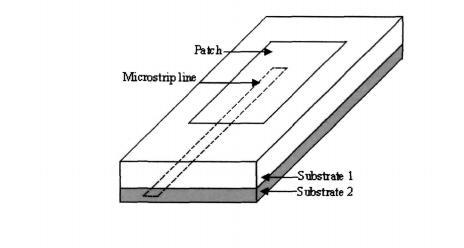 Patch
Microstrip line
Substrate 1
Substrate 2